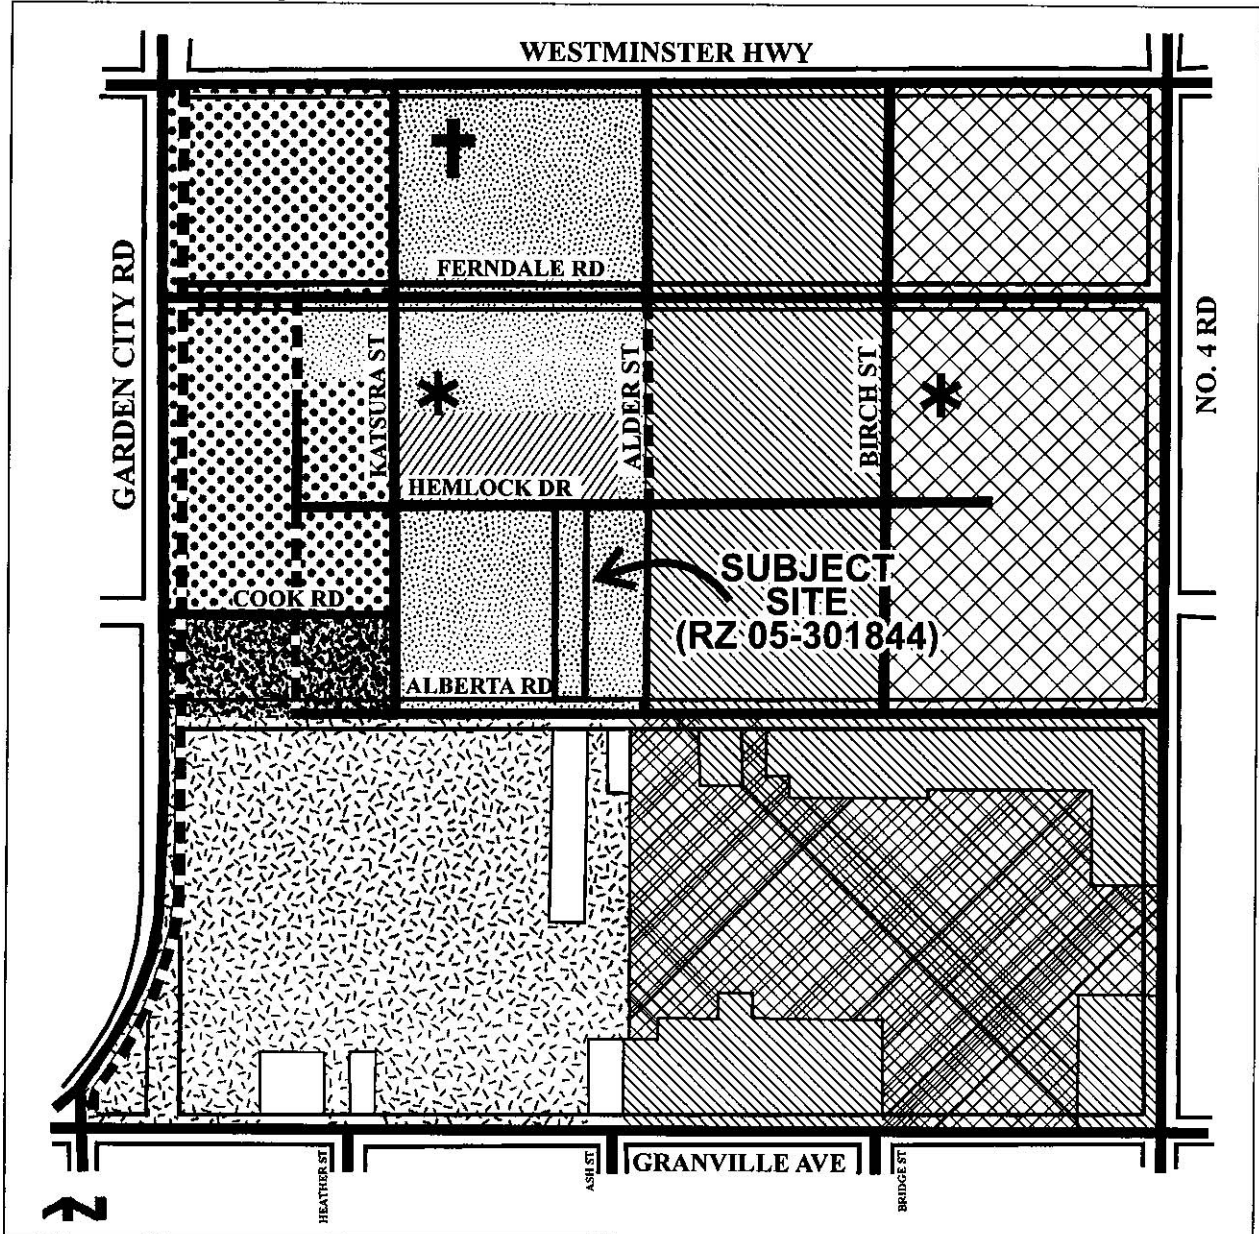 WESTMINSTER HWY
FERNDALE RD
GARDEN CITY RD
KATSURA ST
ALDER ST
BIRCH ST
NO. 4 RD
HEMLOCK DR
SUBJECT
SITE
(RZ 05-301844)
COOK RD
ALBERTA RD
GRANVILLE AVE
HEATHER ST
ASH ST
BRIDGE ST